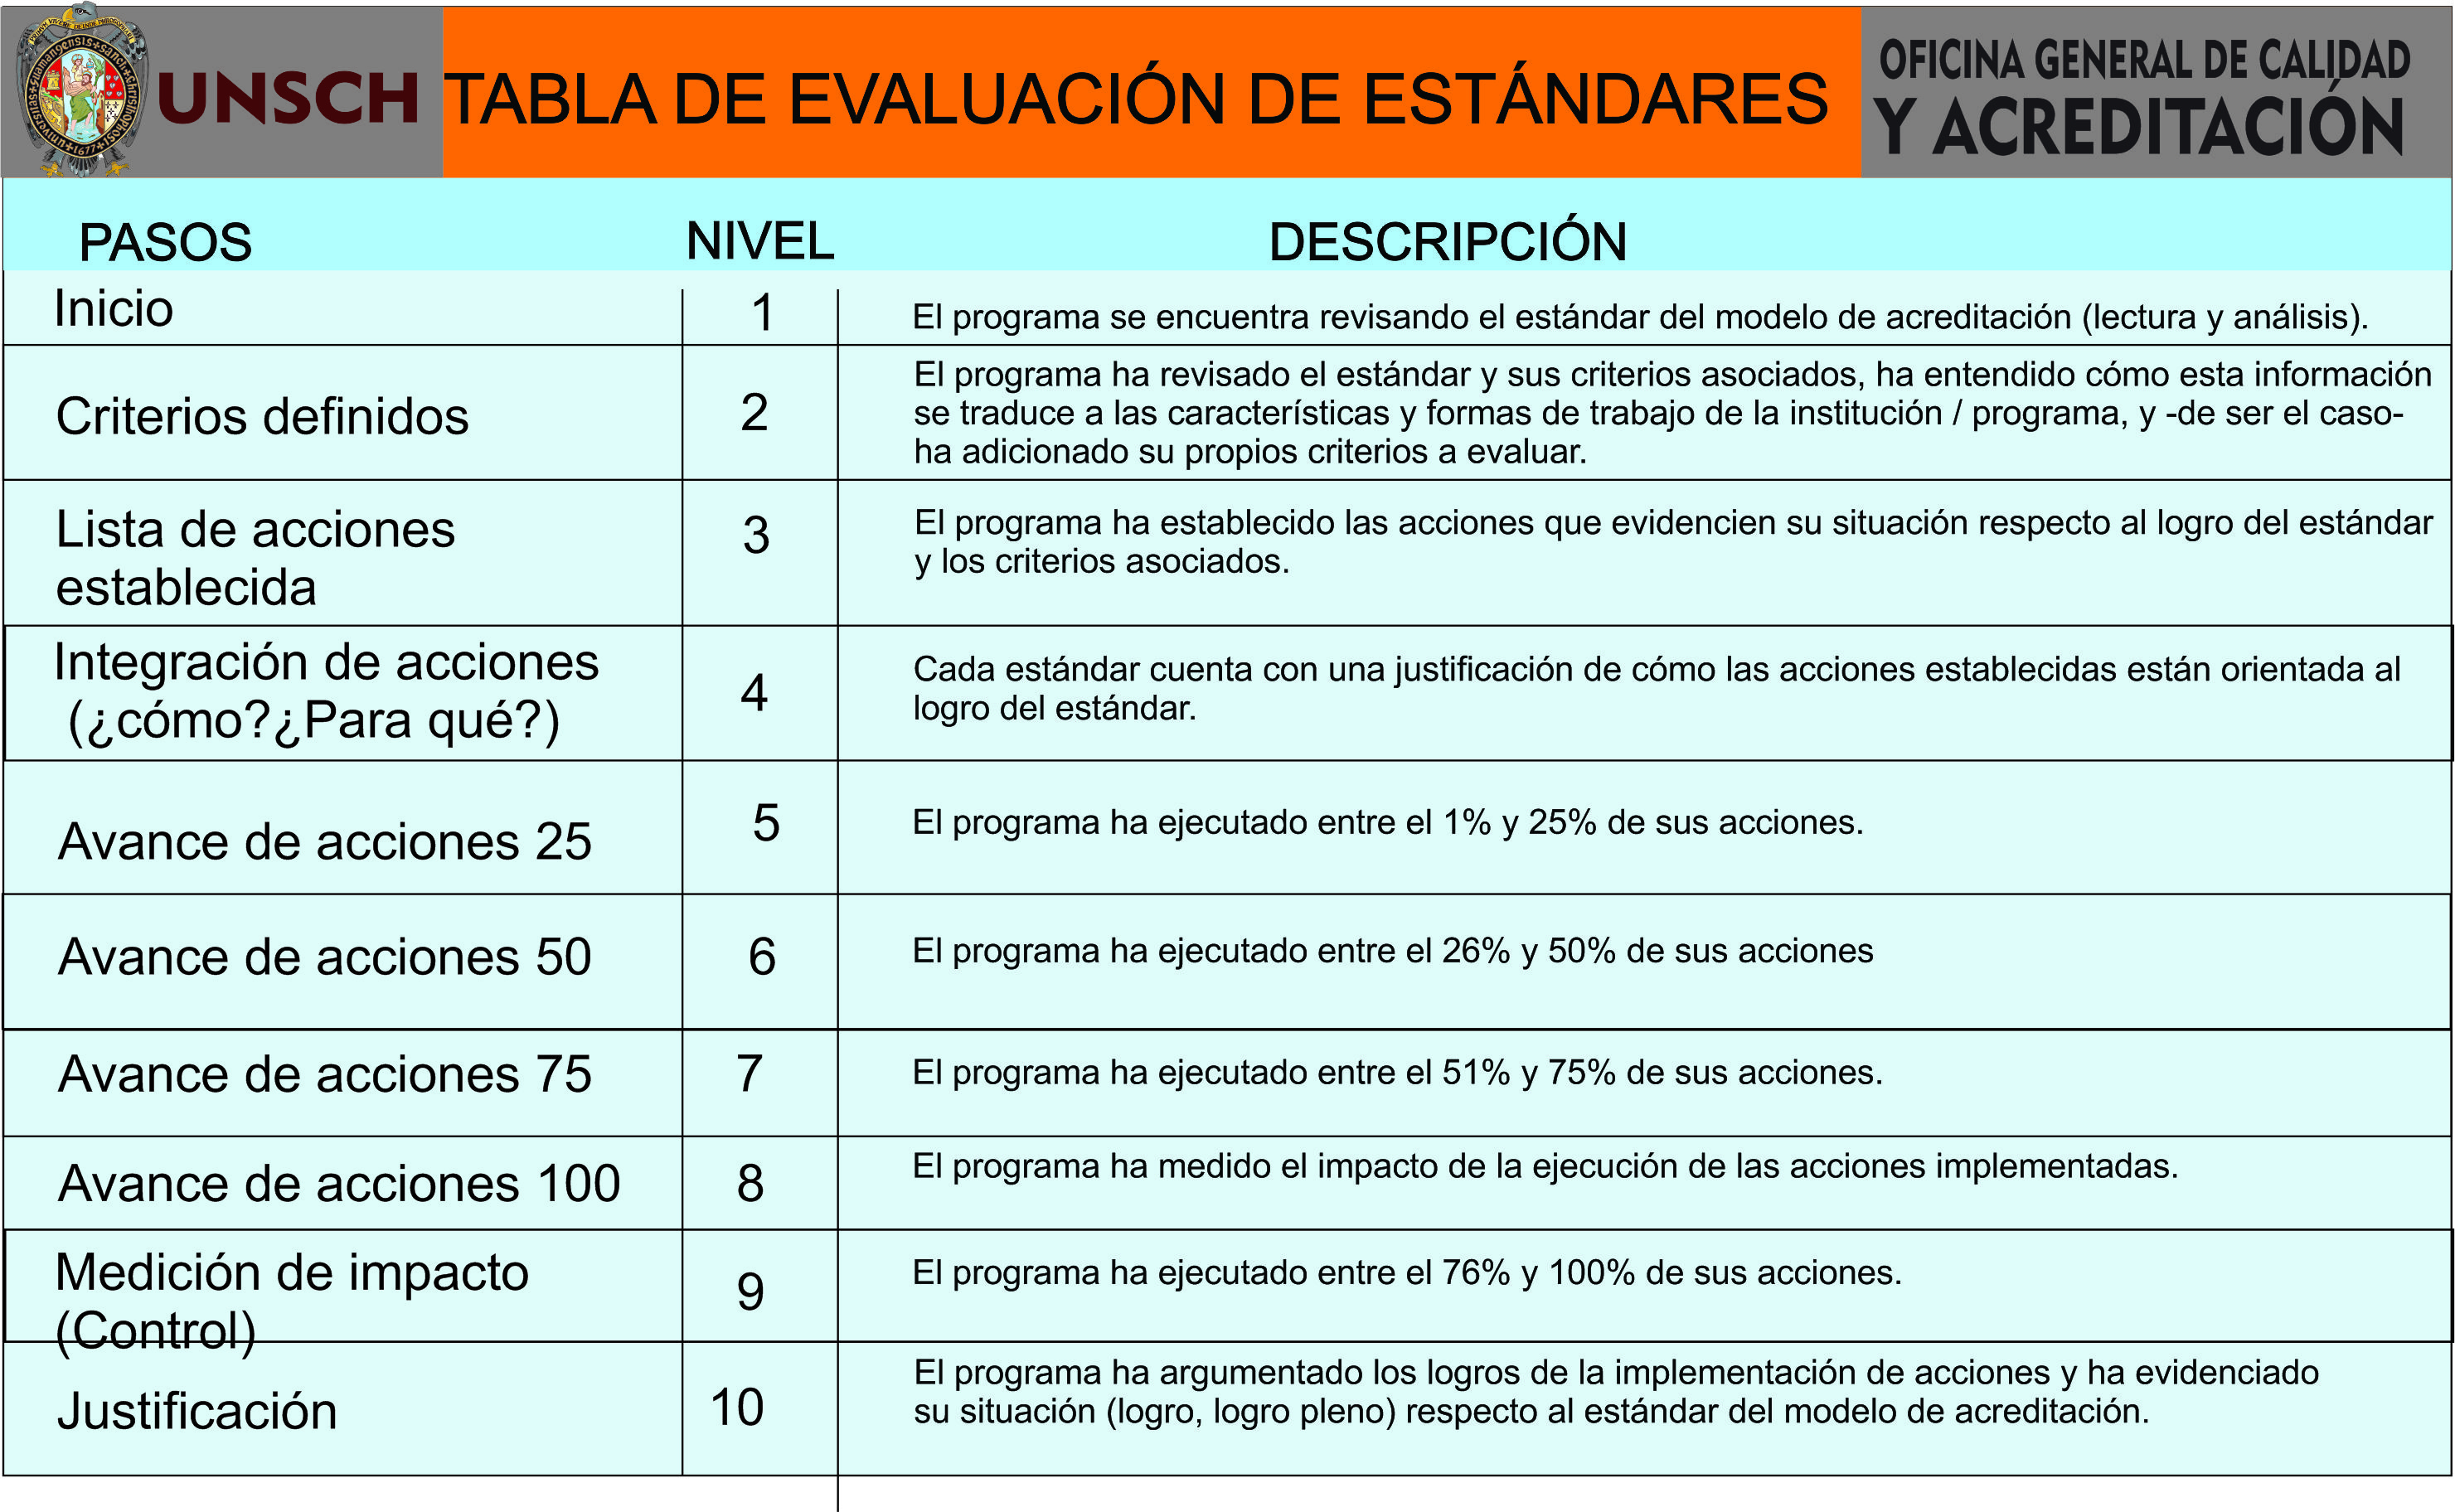 UNSCH
TABLA DE EVALUACIÓN DE ESTÁNDARES
OFICINA GENERAL DE CALIDAD
Y ACREDITACIÓN
PASOS NIVEL DESCRIPCIÓN
Inicio 1 El programa se encuentra revisando el estándar del modelo de acreditación (lectura y análisis).
Criterios definidos 2
El programa ha revisado el estándar y sus criterios asociados, ha entendido cómo esta información
se traduce a las características y formas de trabajo de la institución / programa, y -de ser el caso-
ha adicionado su propios criterios a evaluar.
Lista de acciones
establecida
3
El programa ha establecido las acciones que evidencien su situación respecto al logro del estándar
y los criterios asociados.
Integración de acciones
(¿cómo?¿Para qué?)
4
Cada estándar cuenta con una justificación de cómo las acciones establecidas están orientada al
logro del estándar.
Avance de acciones 25 5 El programa ha ejecutado entre el 1% y 25% de sus acciones.
Avance de acciones 50 6 El programa ha ejecutado entre el 26% y 50% de sus acciones
Avance de acciones 75 7 El programa ha ejecutado entre el 51% y 75% de sus acciones.
Avance de acciones 100 8 El programa ha medido el impacto de la ejecución de las acciones implementadas.
Medición de impacto
(Control)
9
El programa ha ejecutado entre el 76% y 100% de sus acciones.
Justificación 10
El programa ha argumentado los logros de la implementación de acciones y ha evidenciado
su situación (logro, logro pleno) respecto al estándar del modelo de acreditación.